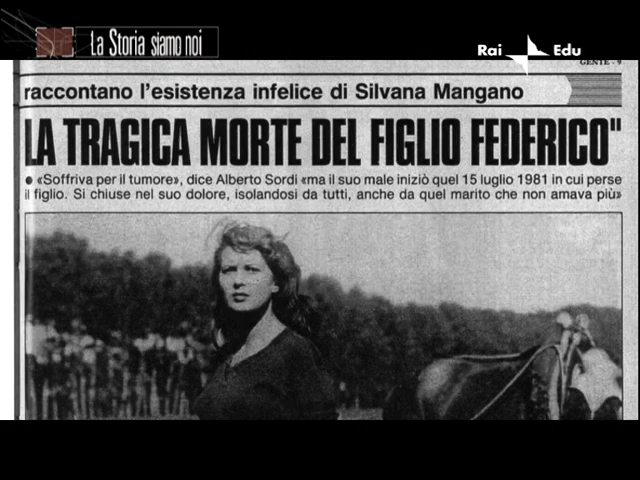 La Storia siamo noi
Rai Edu
GENTE - 9
raccontano l'esistenza infelice di Silvana Mangano
LA TRAGICA MORTE DEL FIGLIO FEDERICO"
● «Soffriva per il tumore», dice Alberto Sordi «ma il suo male iniziò quel 15 luglio 1981 in cui perse
il figlio. Si chiuse nel suo dolore, isolandosi da tutti, anche da quel marito che non amava più»